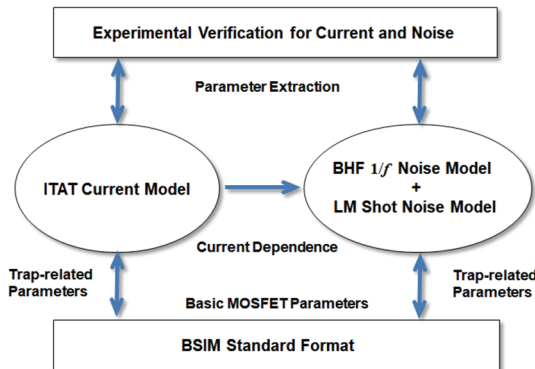 Experimental Verification for Current and Noise
Parameter Extraction
ITAT Current Model
BHF 1/f Noise Model
+
LM Shot Noise Model
Current Dependence
Trap-related
Parameters
Trap-related
Parameters
Basic MOSFET Parameters
BSIM Standard Format